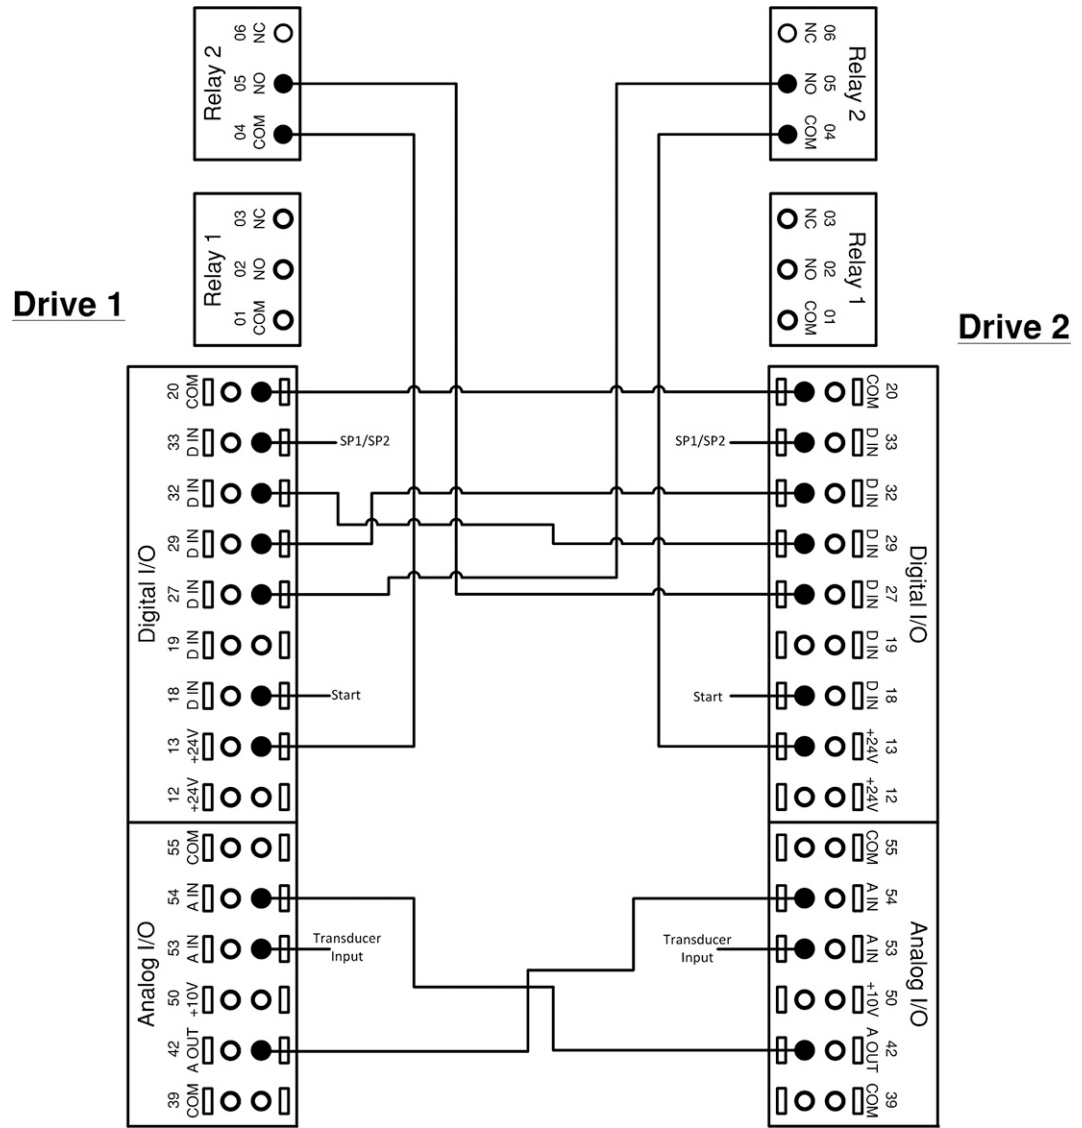 Drive 1
Relay 2
06 NC
05 NO
04 COM
Relay 1
03 NC
02 NO
01 COM
Digital I/O
20 COM
33 D IN
SP1/SP2
32 D IN
29 D IN
27 D IN
19 D IN
18 D IN
Start
13 +24V
12 +24V
Analog I/O
55 COM
54 A IN
53 A IN
Transducer
Input
50 +10V
42 A OUT
39 COM
Drive 2
Relay 2
06 NC
05 NO
04 COM
Relay 1
03 NC
02 NO
01 COM
Digital I/O
20 COM
SP1/SP2
33 D IN
32 D IN
29 D IN
27 D IN
19 D IN
Start
18 D IN
13 +24V
12 +24V
Analog I/O
55 COM
54 A IN
Transducer
Input
53 A IN
50 +10V
42 A OUT
39 COM